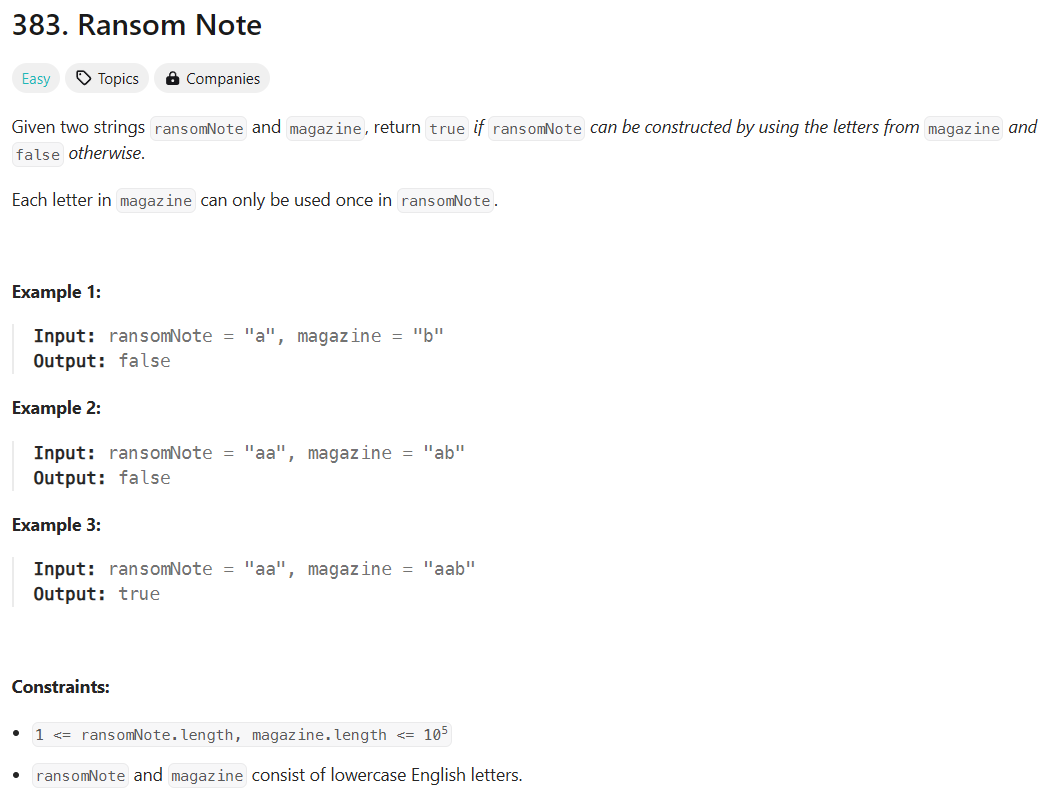 383. Ransom Note
Easy Topics Companies
Given two strings ransomNote and magazine, return true if ransomNote can be constructed by using the letters from magazine and
false otherwise.
Each letter in magazine can only be used once in ransomNote.
Example 1:
Input: ransomNote = "a", magazine = "b"
Output: false
Example 2:
Input: ransomNote = "aa", magazine = "ab"
Output: false
Example 3:
Input: ransomNote = "aa", magazine = "aab"
Output: true
Constraints:
• 1 <= ransomNote.length, magazine.length <= 10⁵
• ransomNote and magazine consist of lowercase English letters.